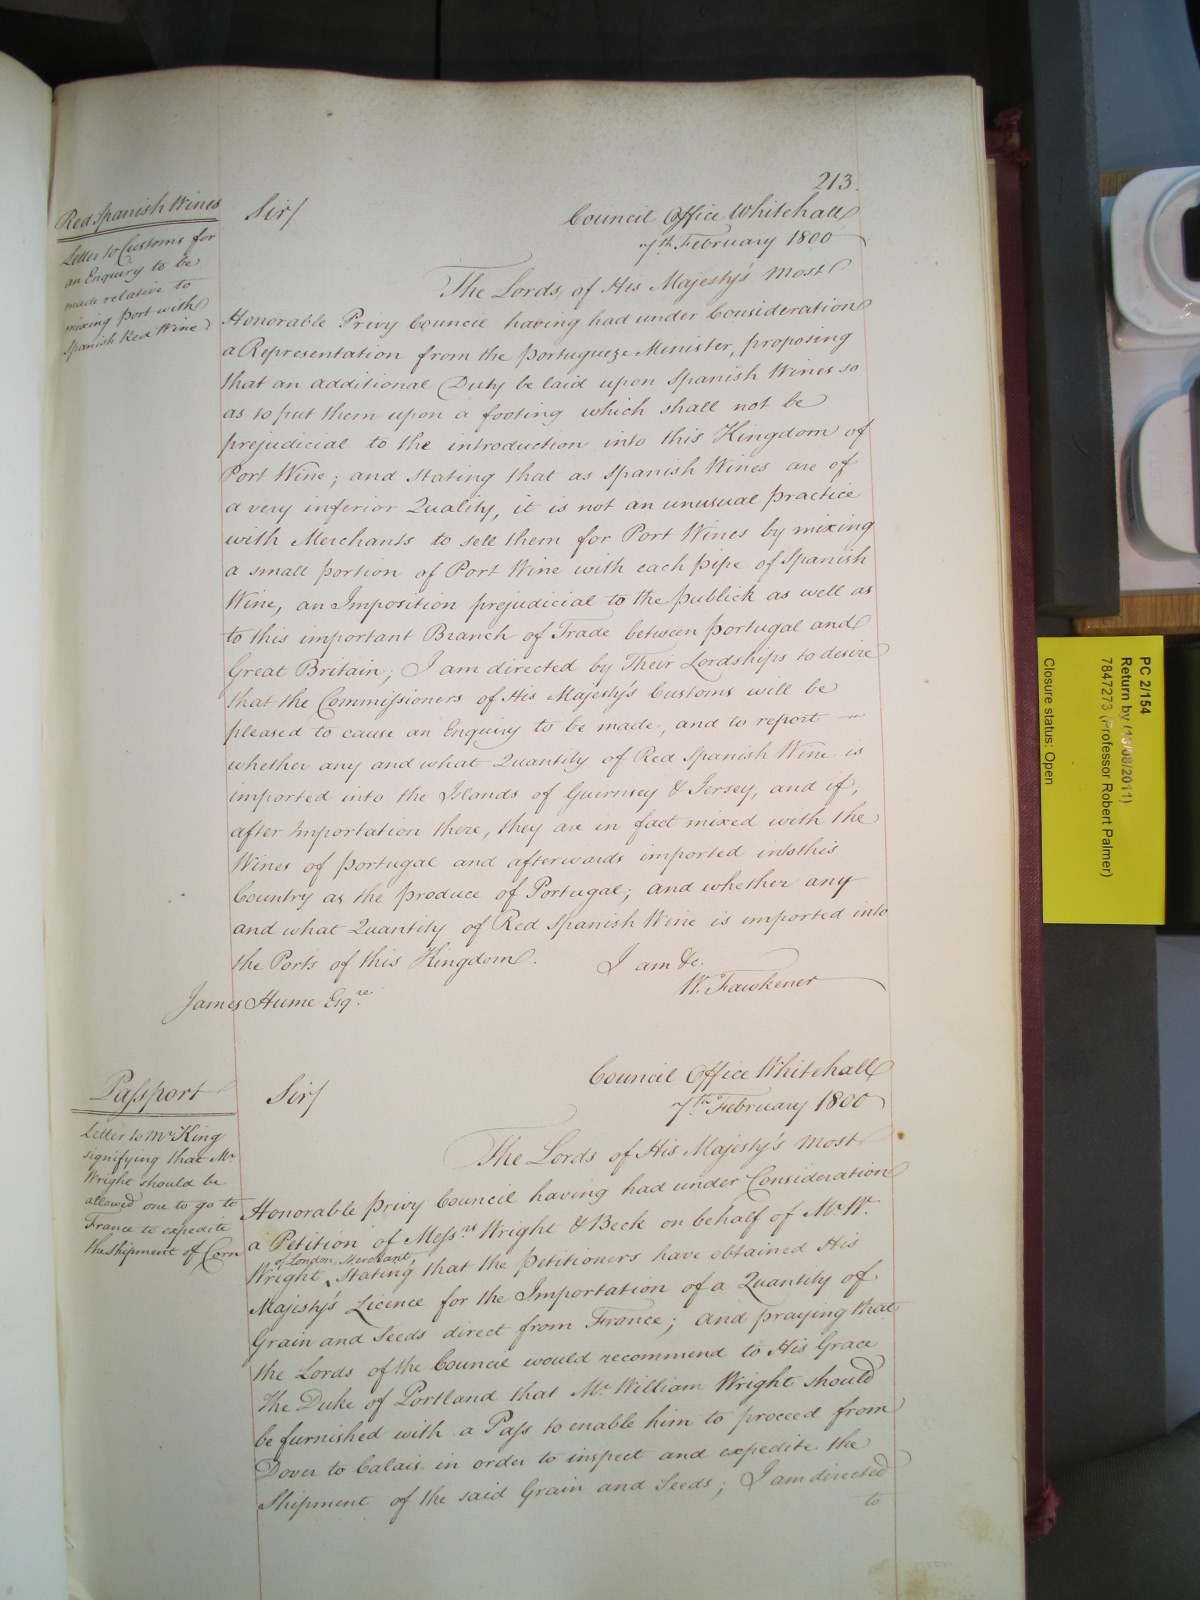 213.
Red Spanish Wines
Letter to Customs for
an Enquiry to be
made relative to
mixing Port with
Spanish Red Wine
Sir/
Council Office Whitehall
7th. February 1800
The Lords of His Majesty's most
Honorable Privy Council having had under Consideration
a Representation from the Portugueze Minister, proposing
that an additional Duty be laid upon Spanish Wines so
as to put them upon a footing which shall not be
prejudicial to the introduction into this Kingdom of
Port Wine; and stating that as Spanish Wines are of
a very inferior Quality, it is not an unusual practice
with Merchants to sell them for Port Wines by mixing
a small portion of Port Wine with each pipe of Spanish
Wine, an Imposition prejudicial to the publick as well as
to this important Branch of Trade between Portugal and
Great Britain; I am directed by Their Lordships to desire
that the Commissioners of His Majesty's Customs will be
pleased to cause an Enquiry to be made, and to report
whether any and what Quantity of Red Spanish Wine is
imported into the Islands of Guernsey & Jersey, and if,
after Importation there, they are in fact mixed with the
Wines of Portugal and afterwards imported into this
Country as the produce of Portugal; and whether any
and what Quantity of Red Spanish Wine is imported into
the Ports of this Kingdom.
I am &c.
W. Fawkener
James Hume Esqre.
Passport
Letter to Mr King
signifying that Mr
Wright should be
allowed one to go to
France to expedite
the shipment of Corn
Sir/
Council Office Whitehall
7th. February 1800
The Lords of His Majesty's most
Honorable Privy Council having had under Consideration
a Petition of Messrs Wright & Beck on behalf of Mr. Wm.
of London, Merchant,
Wright, stating that the Petitioners have obtained His
Majesty's Licence for the Importation of a Quantity of
Grain and Seeds direct from France; and praying that
the Lords of the Council would recommend to His Grace
The Duke of Portland that Mr William Wright should
be furnished with a Pass to enable him to proceed from
Dover to Calais in order to inspect and expedite the
Shipment of the said Grain and Seeds; I am directed
to
PC 2/154
Return by (13/08/2011)
7847273 (Professor Robert Palmer)
Closure status: Open